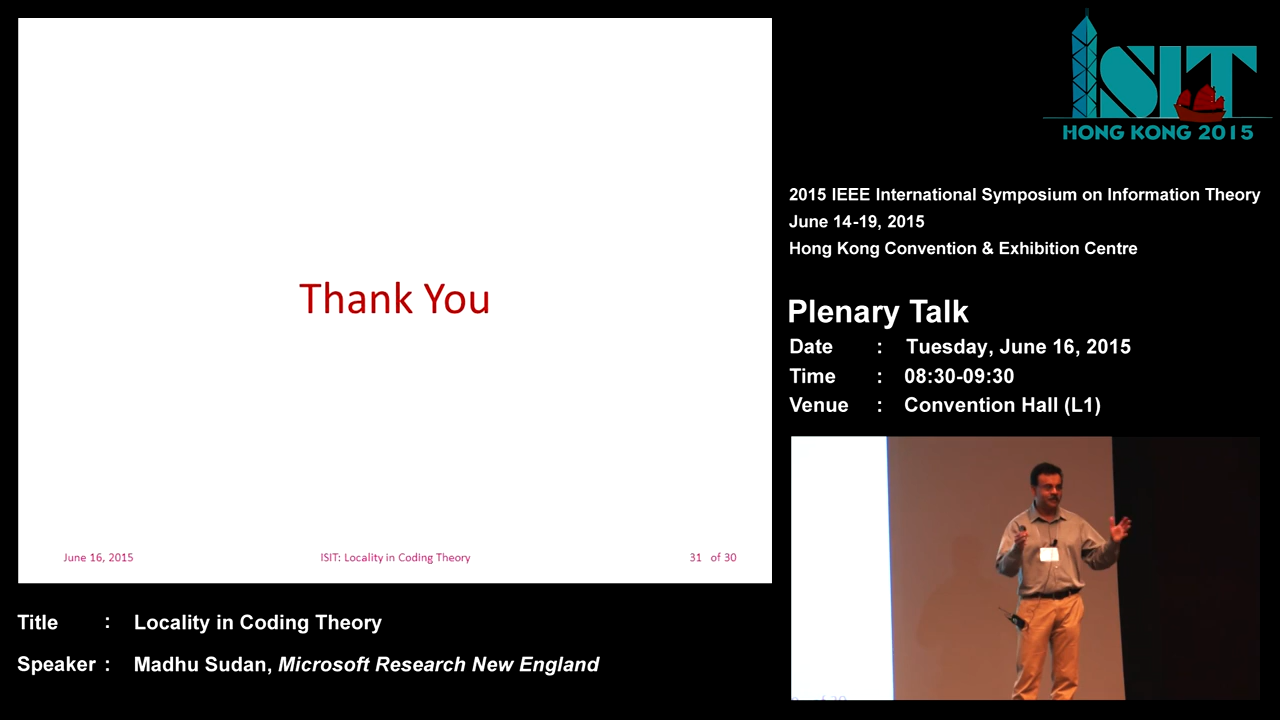 Thank You
June 16, 2015
ISIT: Locality in Coding Theory
31 of 30
Title : Locality in Coding Theory
Speaker : Madhu Sudan, Microsoft Research New England
ISIT
HONG KONG 2015
2015 IEEE International Symposium on Information Theory
June 14-19, 2015
Hong Kong Convention & Exhibition Centre
Plenary Talk
Date : Tuesday, June 16, 2015
Time : 08:30-09:30
Venue : Convention Hall (L1)
of 30